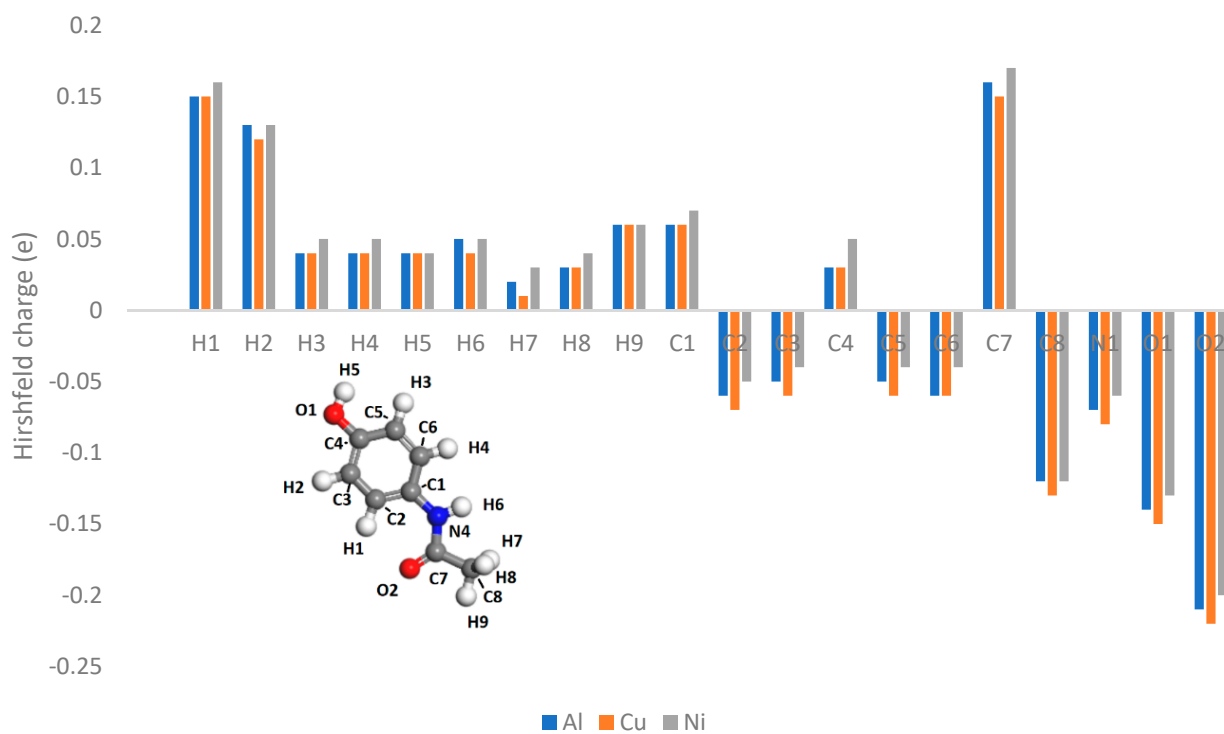 0.2
0.15
0.1
0.05
0
-0.05
-0.1
-0.15
-0.2
-0.25
Hirshfeld charge (e)
H1 H2 H3 H4 H5 H6 H7 H8 H9 C1 C2 C3 C4 C5 C6 C7 C8 N1 O1 O2
H5
H3
O1
C5
C6
C4
H4
H2
C3
C1
C2
H6
N4
H1
H7
C7
H8
O2
C8
H9
Al Cu Ni